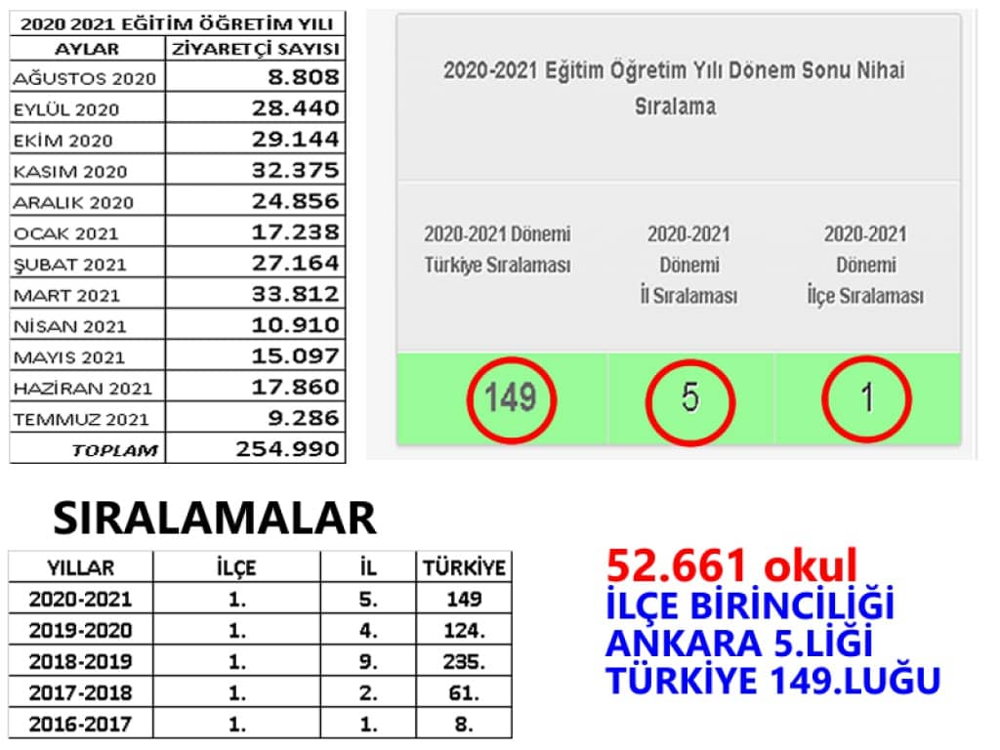 2020 2021 EĞİTİM ÖĞRETİM YILI
AYLAR ZİYARETÇİ SAYISI
AĞUSTOS 2020 8.808
EYLÜL 2020 28.440
EKİM 2020 29.144
KASIM 2020 32.375
ARALIK 2020 24.856
OCAK 2021 17.238
ŞUBAT 2021 27.164
MART 2021 33.812
NİSAN 2021 10.910
MAYIS 2021 15.097
HAZİRAN 2021 17.860
TEMMUZ 2021 9.286
TOPLAM 254.990
2020-2021 Eğitim Öğretim Yılı Dönem Sonu Nihai
Sıralama
2020-2021 Dönemi
Türkiye Sıralaması
2020-2021
Dönemi
İl Sıralaması
2020-2021
Dönemi
İlçe Sıralaması
149 5 1
SIRALAMALAR
YILLAR İLÇE İL TÜRKİYE
2020-2021 1. 5. 149
2019-2020 1. 4. 124.
2018-2019 1. 9. 235.
2017-2018 1. 2. 61.
2016-2017 1. 1. 8.
52.661 okul
İLÇE BİRİNCİLİĞİ
ANKARA 5.LİĞİ
TÜRKİYE 149.LUĞU